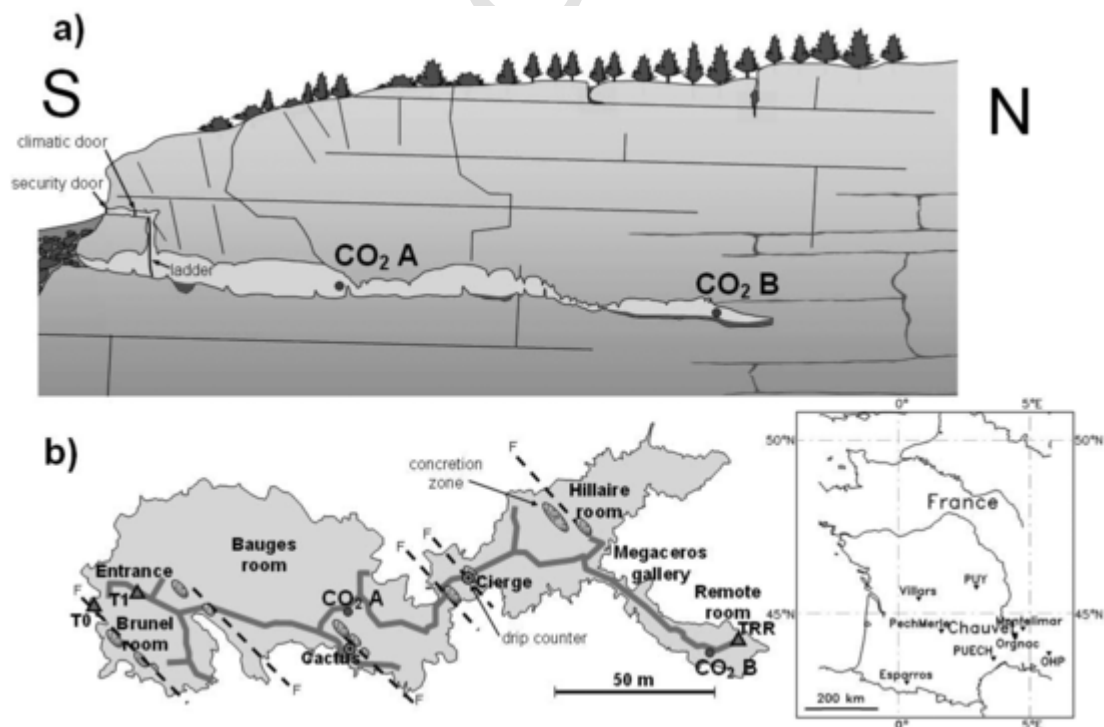 a)
S
N
climatic door
security door
ladder
CO₂ A
CO₂ B
b)
F
concretion
zone
Hillaire
room
F
F
Bauges
room
Megaceros
gallery
Entrance
T1
F
T0
Brunel
room
CO₂ A
Cierge
Remote
room
TRR
drip counter
Cactus
CO₂ B
F
F
50 m
0°
5°E
50°N
50°N
France
Villars
PUY
45°N
45°N
PechMerle
Chauvet
Montelimar
Orgnac
PUECH
OHP
Esparros
200 km
0°
5°E